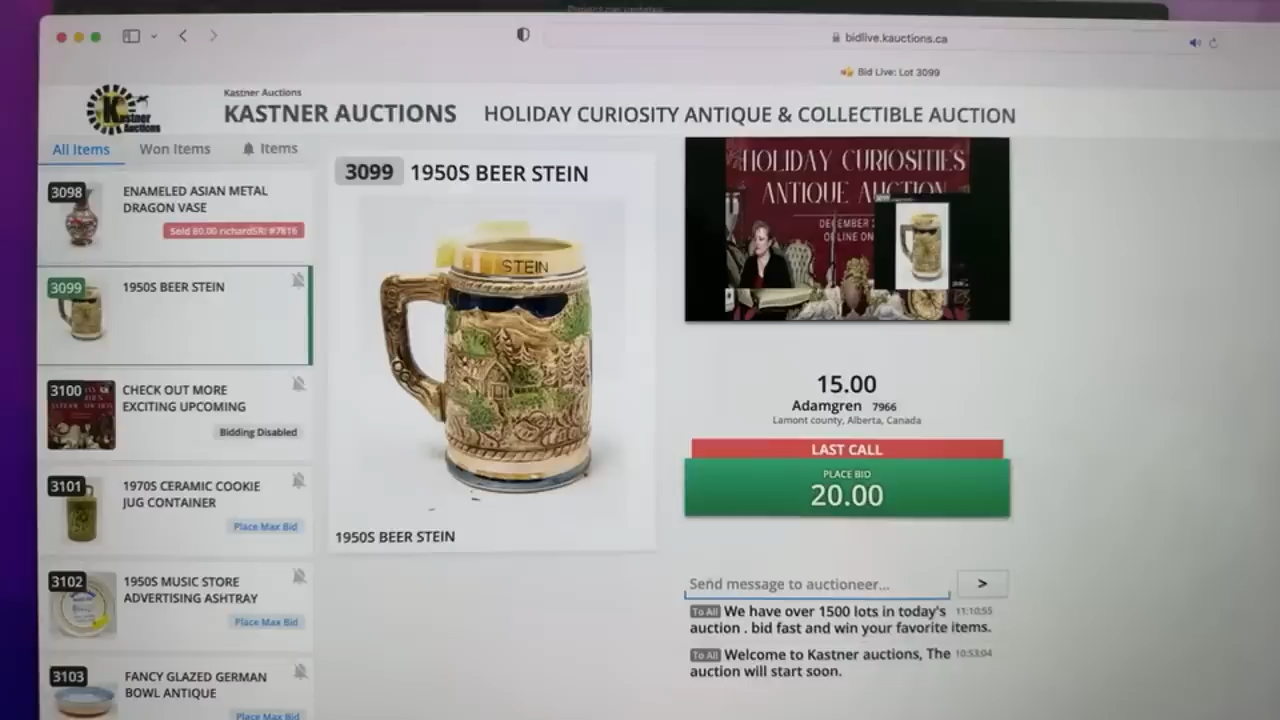 bidlive.kauctions.ca
Bid Live: Lot 3099
Kastner Auctions
KASTNER AUCTIONS
HOLIDAY CURIOSITY ANTIQUE & COLLECTIBLE AUCTION
Kastner
Auctions
All Items
Won Items
Items
3098
ENAMELED ASIAN METAL
DRAGON VASE
Sold 60.00 richardSRI #7816
3099
1950S BEER STEIN
3100
CHECK OUT MORE
EXCITING UPCOMING
Bidding Disabled
3101
1970S CERAMIC COOKIE
JUG CONTAINER
Place Max Bid
3102
1950S MUSIC STORE
ADVERTISING ASHTRAY
Place Max Bid
3103
FANCY GLAZED GERMAN
BOWL ANTIQUE
Place Max Bid
3099 1950S BEER STEIN
STEIN
1950S BEER STEIN
HOLIDAY CURIOSITIES
ANTIQUE AUCTION
DECEMBER
15.00
Adamgren 7966
Lamont county, Alberta, Canada
LAST CALL
PLACE BID
20.00
Send message to auctioneer...
>
To All We have over 1500 lots in today's 11:10:55
auction . bid fast and win your favorite items.
To All Welcome to Kastner auctions, The 10:53:04
auction will start soon.